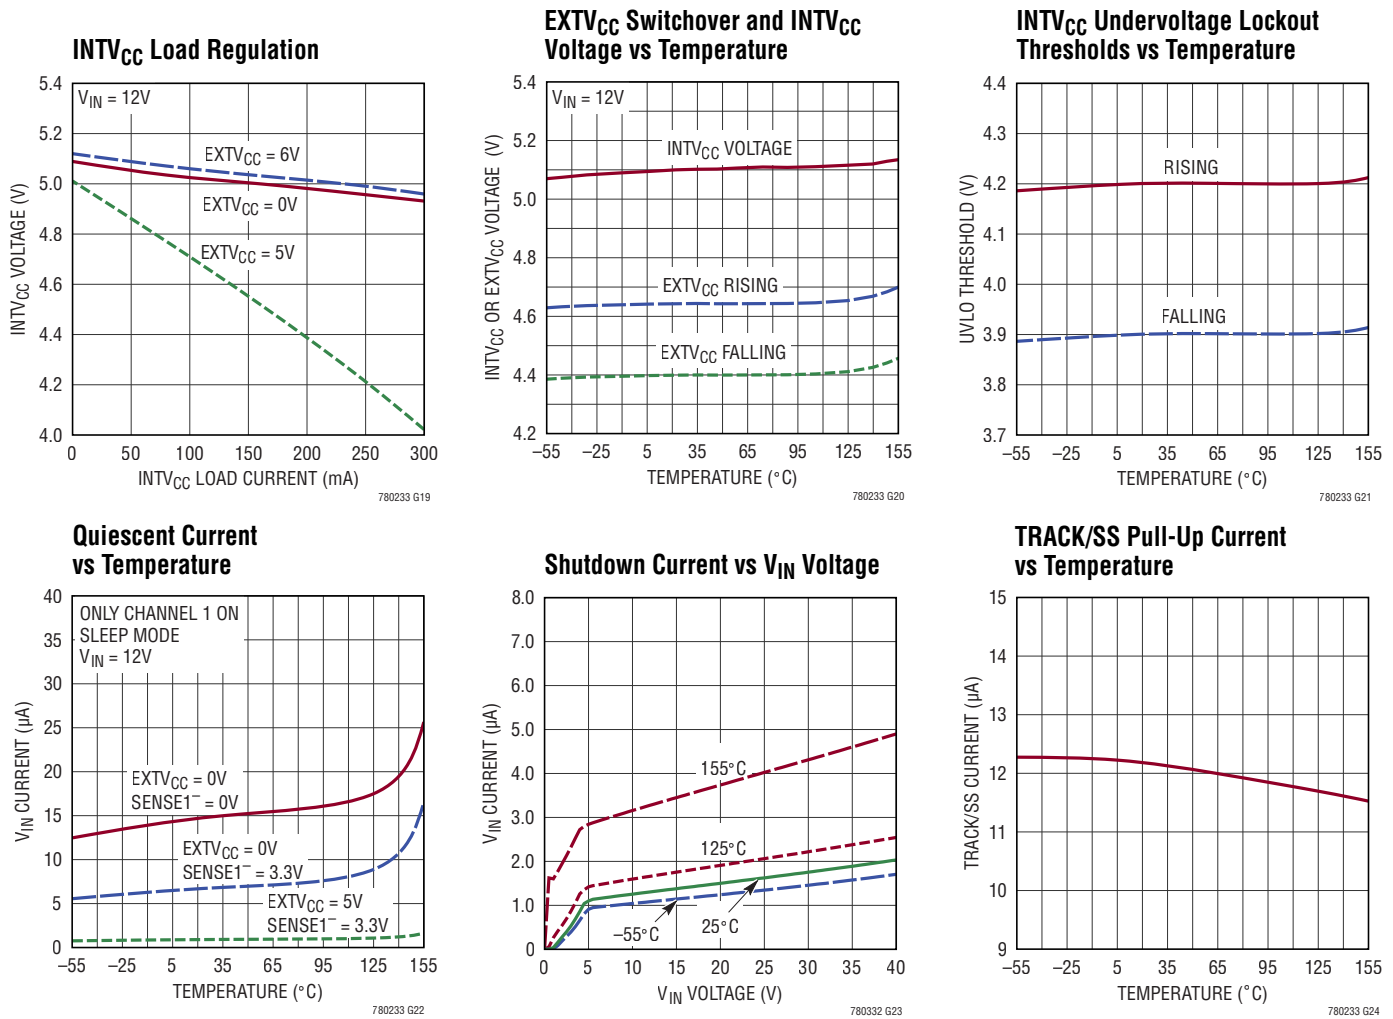 INTVCC Load Regulation
5.4
5.2
5.0
4.8
4.6
4.4
4.2
4.0
INTVCC VOLTAGE (V)
VIN = 12V
EXTVCC = 6V
EXTVCC = 0V
EXTVCC = 5V
0 50 100 150 200 250 300
INTVCC LOAD CURRENT (mA)
780233 G19
EXTVCC Switchover and INTVCC
Voltage vs Temperature
5.4
5.2
5.0
4.8
4.6
4.4
4.2
INTVCC OR EXTVCC VOLTAGE (V)
VIN = 12V
INTVCC VOLTAGE
EXTVCC RISING
EXTVCC FALLING
–55 –25 5 35 65 95 125 155
TEMPERATURE (°C)
780233 G20
INTVCC Undervoltage Lockout
Thresholds vs Temperature
4.4
4.3
4.2
4.1
4.0
3.9
3.8
3.7
UVLO THRESHOLD (V)
RISING
FALLING
–55 –25 5 35 65 95 125 155
TEMPERATURE (°C)
780233 G21
Quiescent Current
vs Temperature
40
35
30
25
20
15
10
5
0
VIN CURRENT (µA)
ONLY CHANNEL 1 ON
SLEEP MODE
VIN = 12V
EXTVCC = 0V
SENSE1– = 0V
EXTVCC = 0V
SENSE1– = 3.3V
EXTVCC = 5V
SENSE1– = 3.3V
–55 –25 5 35 65 95 125 155
TEMPERATURE (°C)
780233 G22
Shutdown Current vs VIN Voltage
8.0
7.0
6.0
5.0
4.0
3.0
2.0
1.0
0
VIN CURRENT (µA)
155°C
125°C
–55°C
25°C
0 5 10 15 20 25 30 35 40
VIN VOLTAGE (V)
780332 G23
TRACK/SS Pull-Up Current
vs Temperature
15
14
13
12
11
10
9
TRACK/SS CURRENT (µA)
–55 –25 5 35 65 95 125 155
TEMPERATURE (°C)
780233 G24